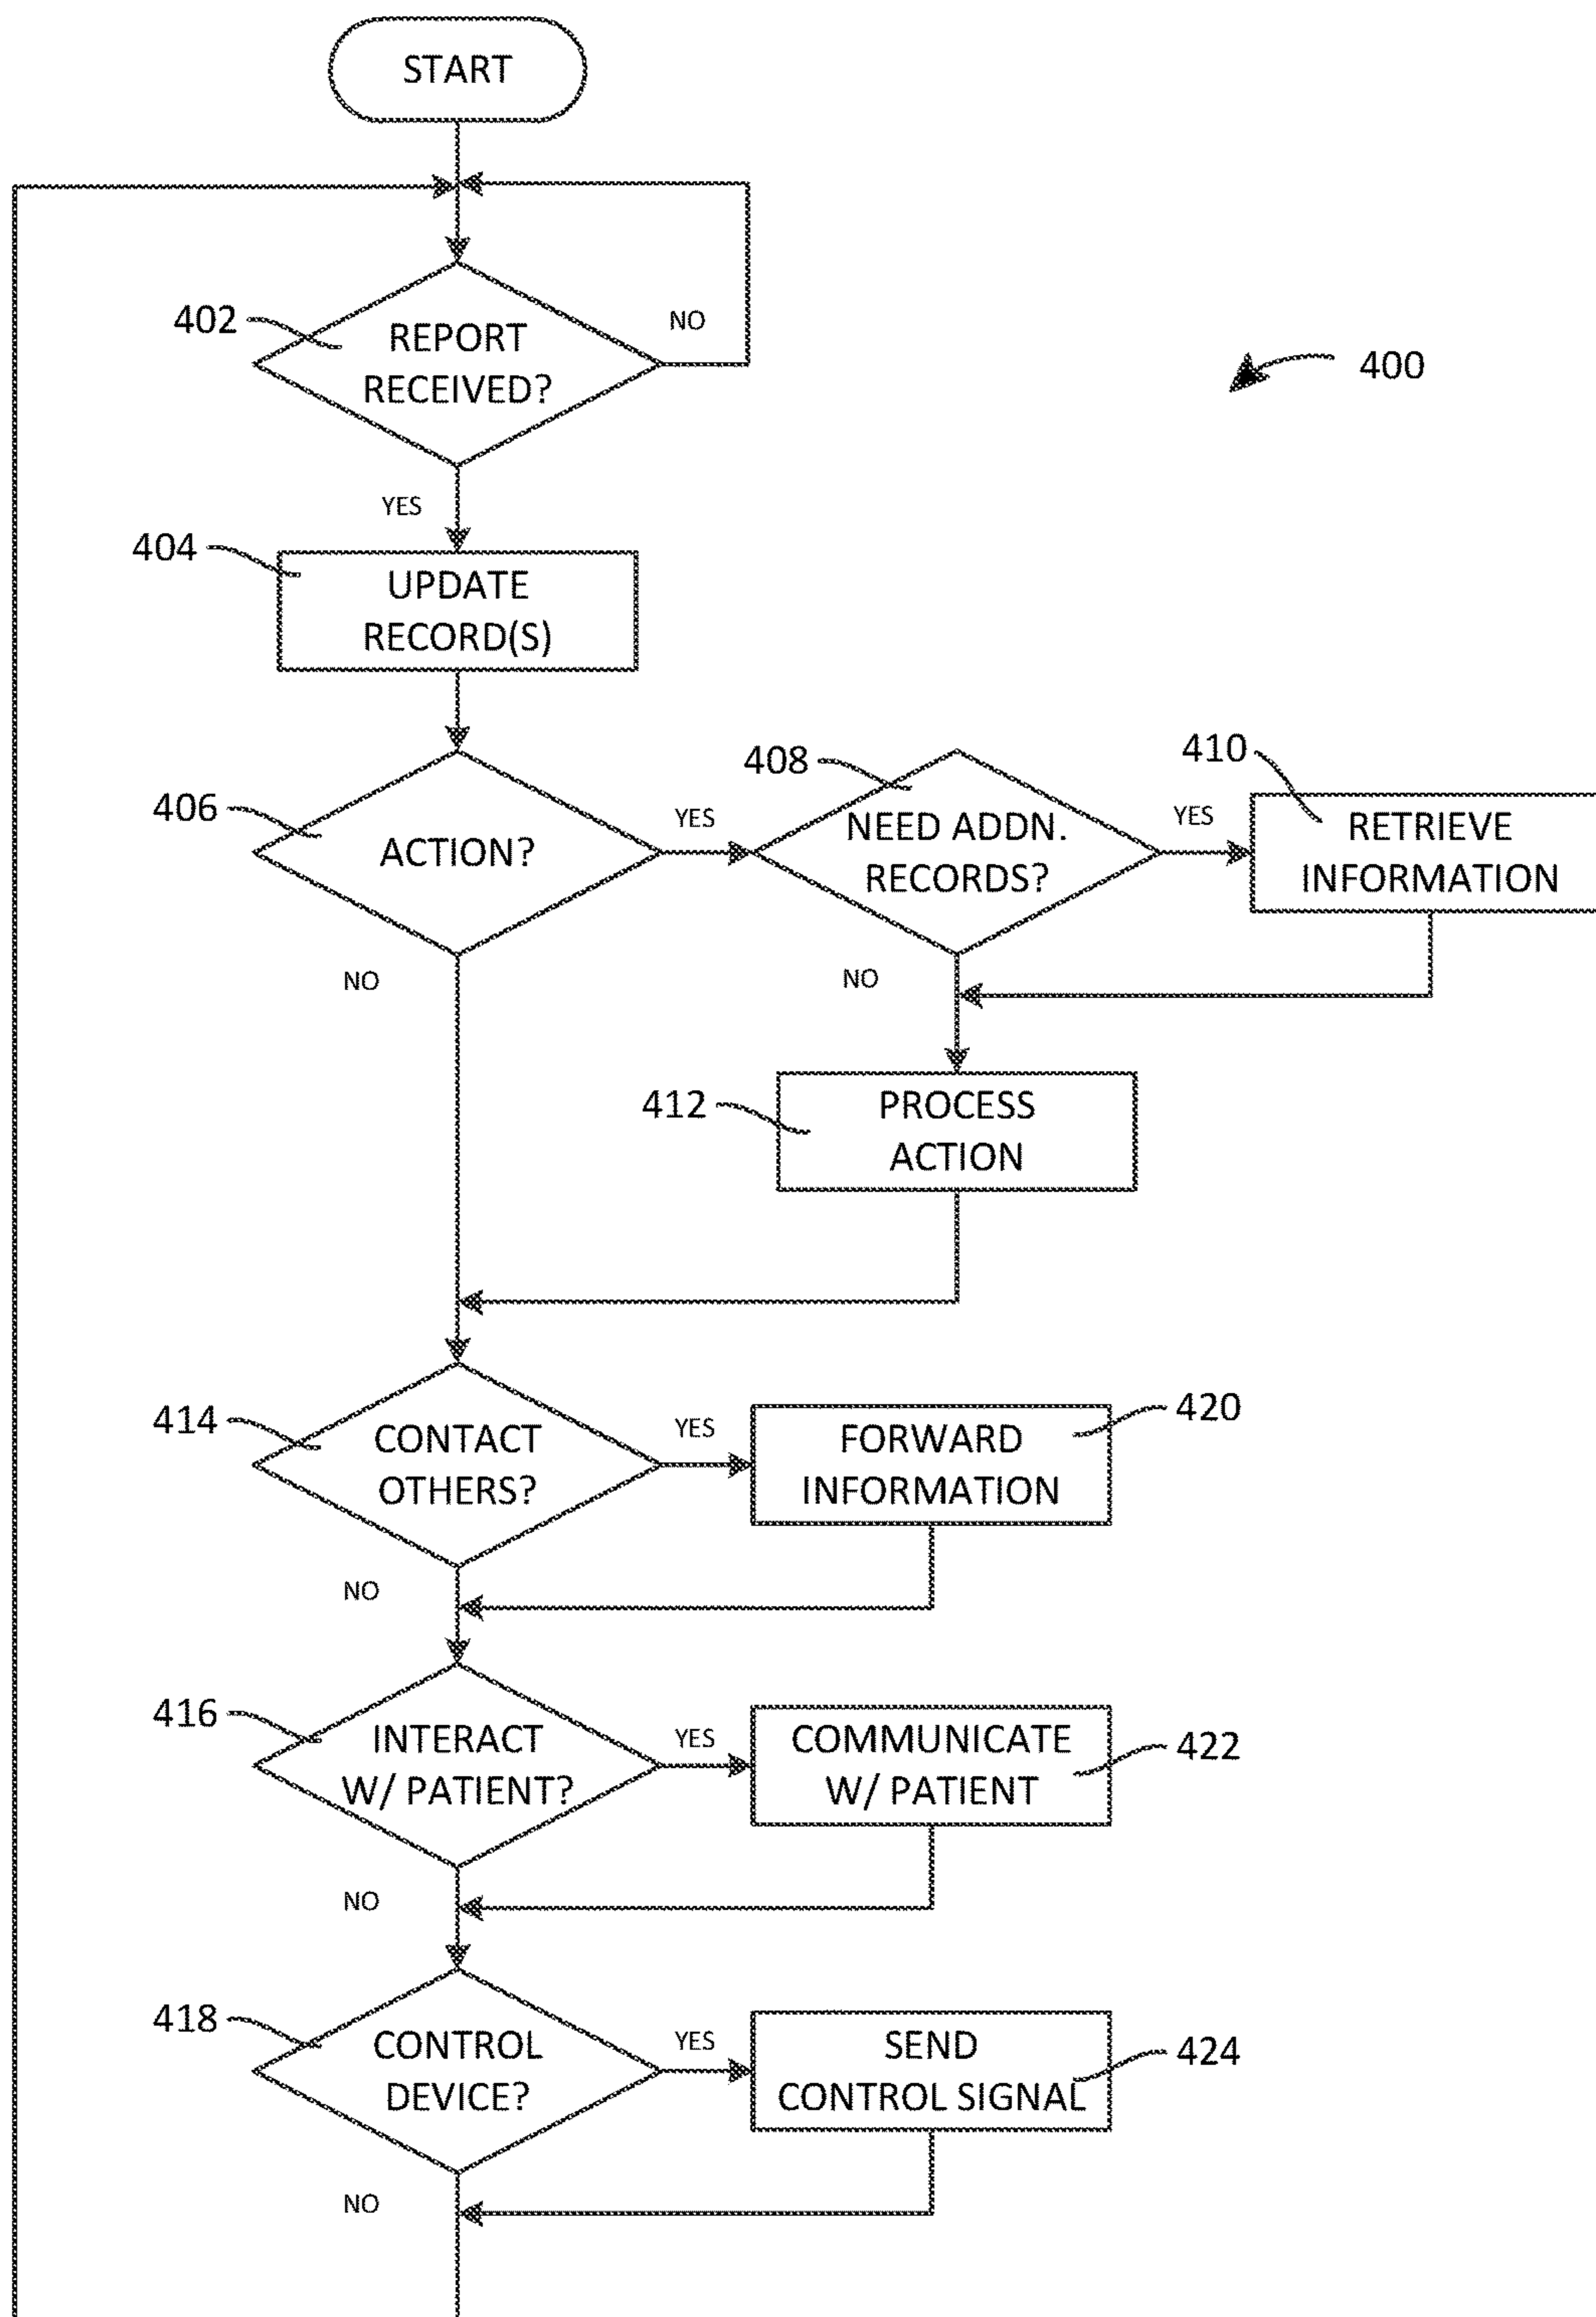 START
402
REPORT
RECEIVED?
NO
400
YES
404
UPDATE
RECORD(S)
406
ACTION?
YES
408
NEED ADDN.
RECORDS?
YES
410
RETRIEVE
INFORMATION
NO
NO
412
PROCESS
ACTION
414
CONTACT
OTHERS?
YES
FORWARD
INFORMATION
420
NO
416
INTERACT
W/ PATIENT?
YES
COMMUNICATE
W/ PATIENT
422
NO
418
CONTROL
DEVICE?
YES
SEND
CONTROL SIGNAL
424
NO